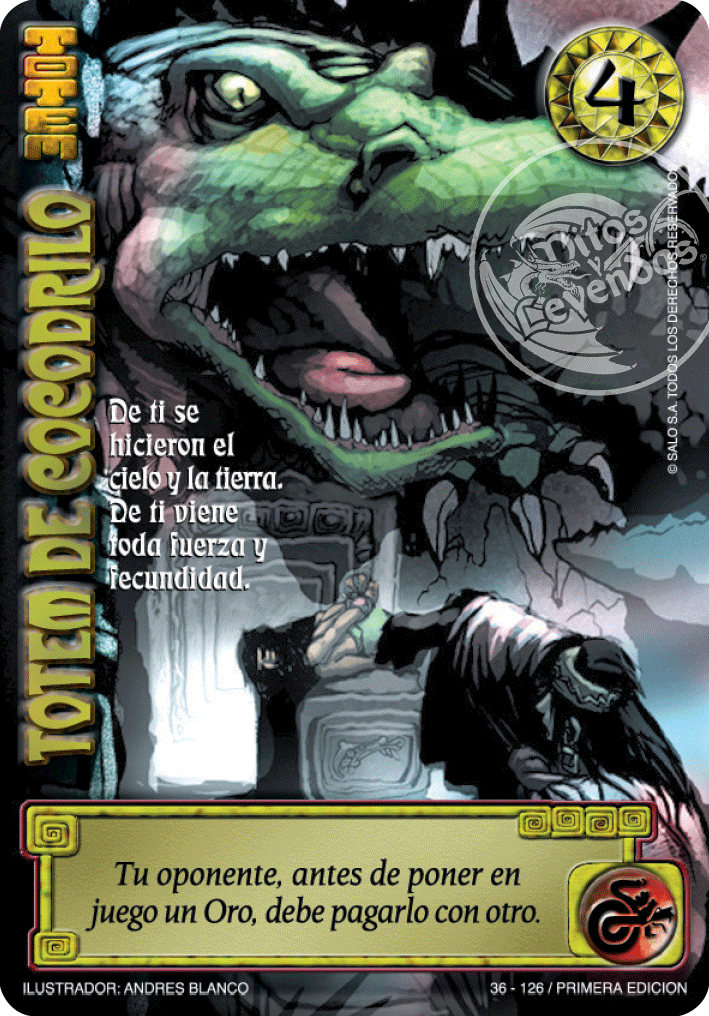 TOTEM
4
TOTEM DE COCODRILO
mitos
y
Leyendas
© SALO S.A. TODOS LOS DERECHOS RESERVADOS
De ti se
hicieron el
cielo y la tierra.
De ti viene
toda fuerza y
fecundidad.
Tu oponente, antes de poner en
juego un Oro, debe pagarlo con otro.
ILUSTRADOR: ANDRES BLANCO
36 - 126 / PRIMERA EDICION